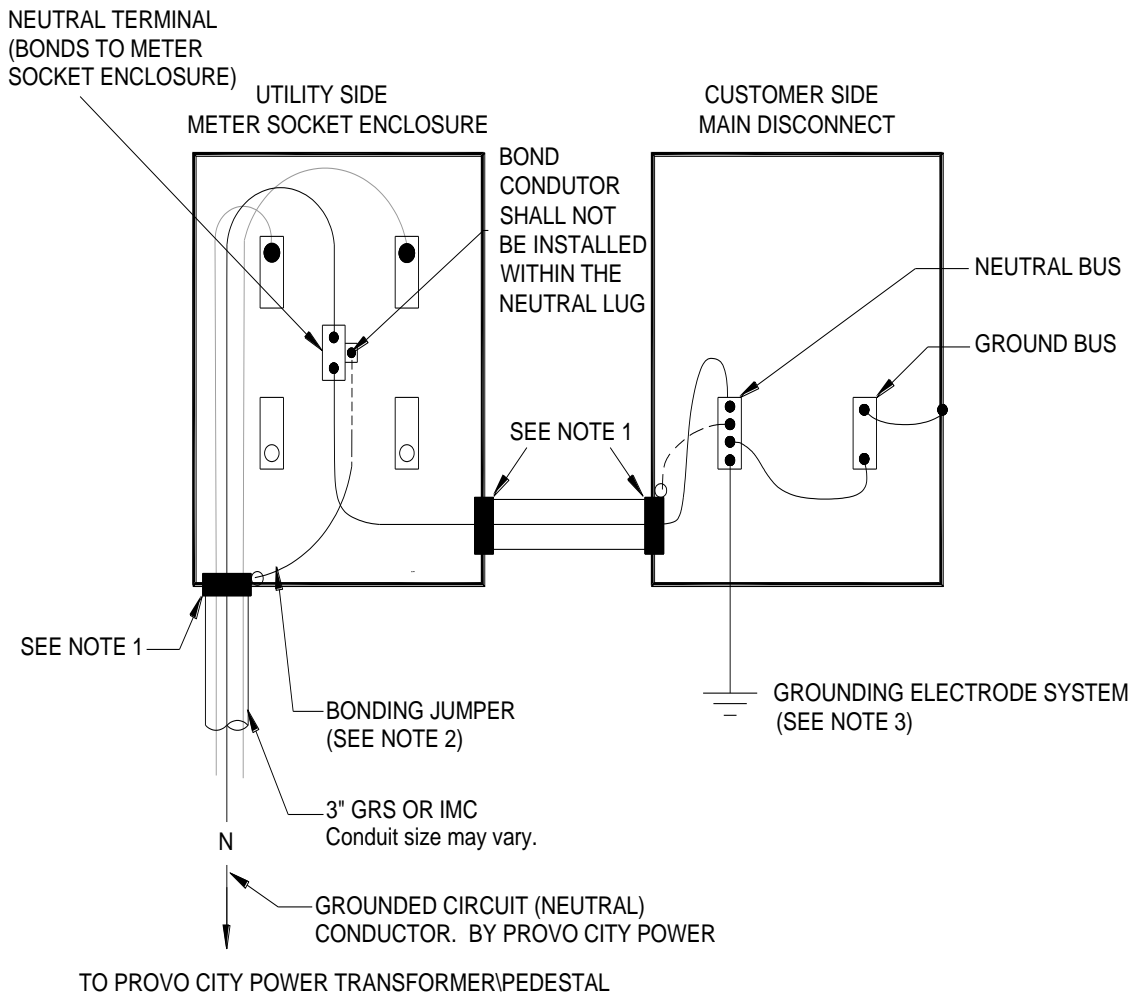 NEUTRAL TERMINAL
(BONDS TO METER
SOCKET ENCLOSURE)
UTILITY SIDE
METER SOCKET ENCLOSURE
CUSTOMER SIDE
MAIN DISCONNECT
BOND
CONDUTOR
SHALL NOT
BE INSTALLED
WITHIN THE
NEUTRAL LUG
NEUTRAL BUS
GROUND BUS
SEE NOTE 1
SEE NOTE 1
BONDING JUMPER
(SEE NOTE 2)
GROUNDING ELECTRODE SYSTEM
(SEE NOTE 3)
3" GRS OR IMC
Conduit size may vary.
N
GROUNDED CIRCUIT (NEUTRAL)
CONDUCTOR. BY PROVO CITY POWER
TO PROVO CITY POWER TRANSFORMER\PEDESTAL